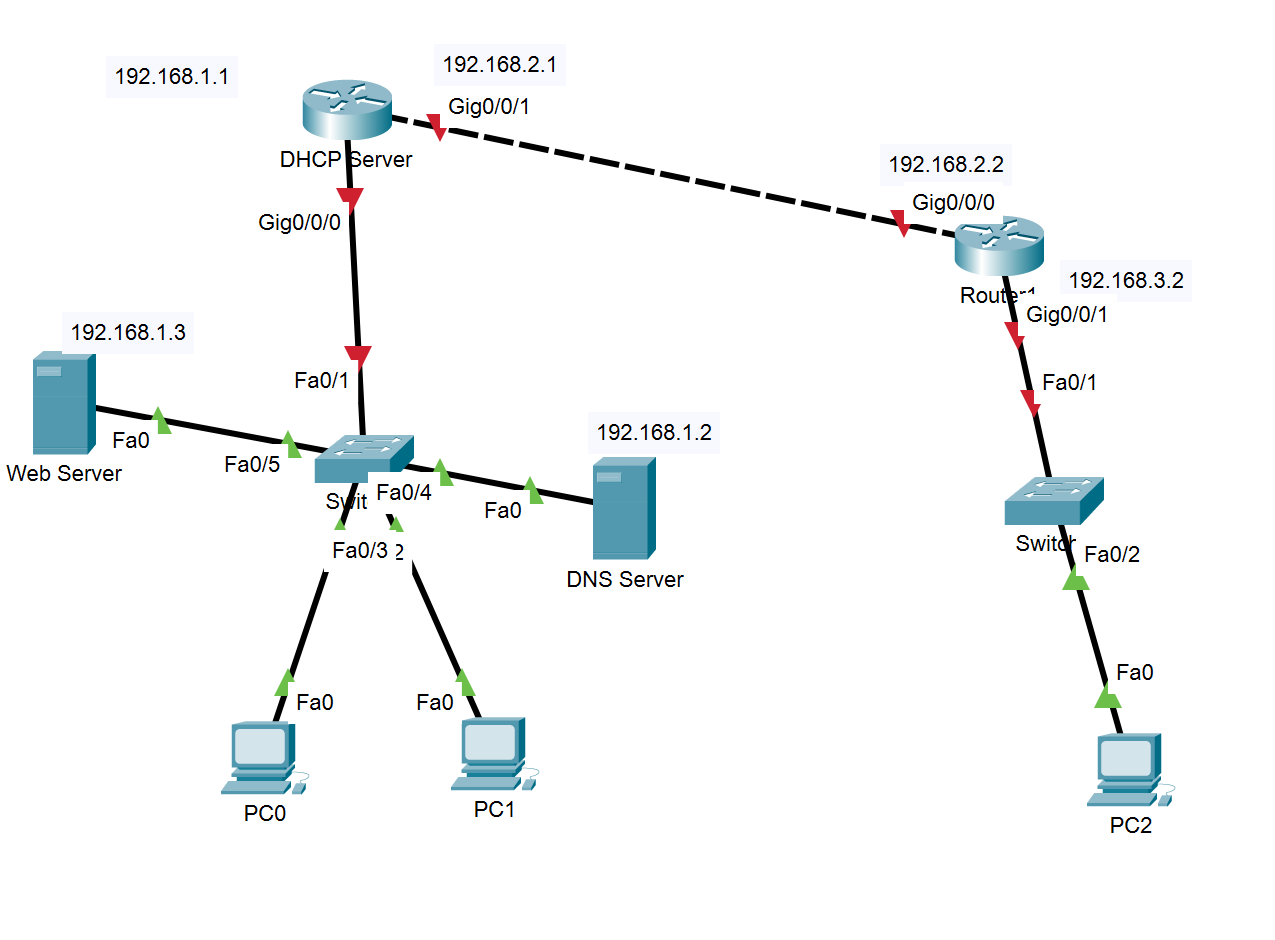 192.168.1.1
192.168.2.1
Gig0/0/1
DHCP Server
192.168.2.2
Gig0/0/0
Gig0/0/0
192.168.3.2
Router1
Gig0/0/1
192.168.1.3
Fa0/1
Fa0/1
192.168.1.2
Fa0
Fa0/5
Web Server
Fa0/4
Swit
Fa0
Fa0/3
2
Switc
Fa0/2
DNS Server
Fa0
Fa0
Fa0
PC0
PC1
PC2